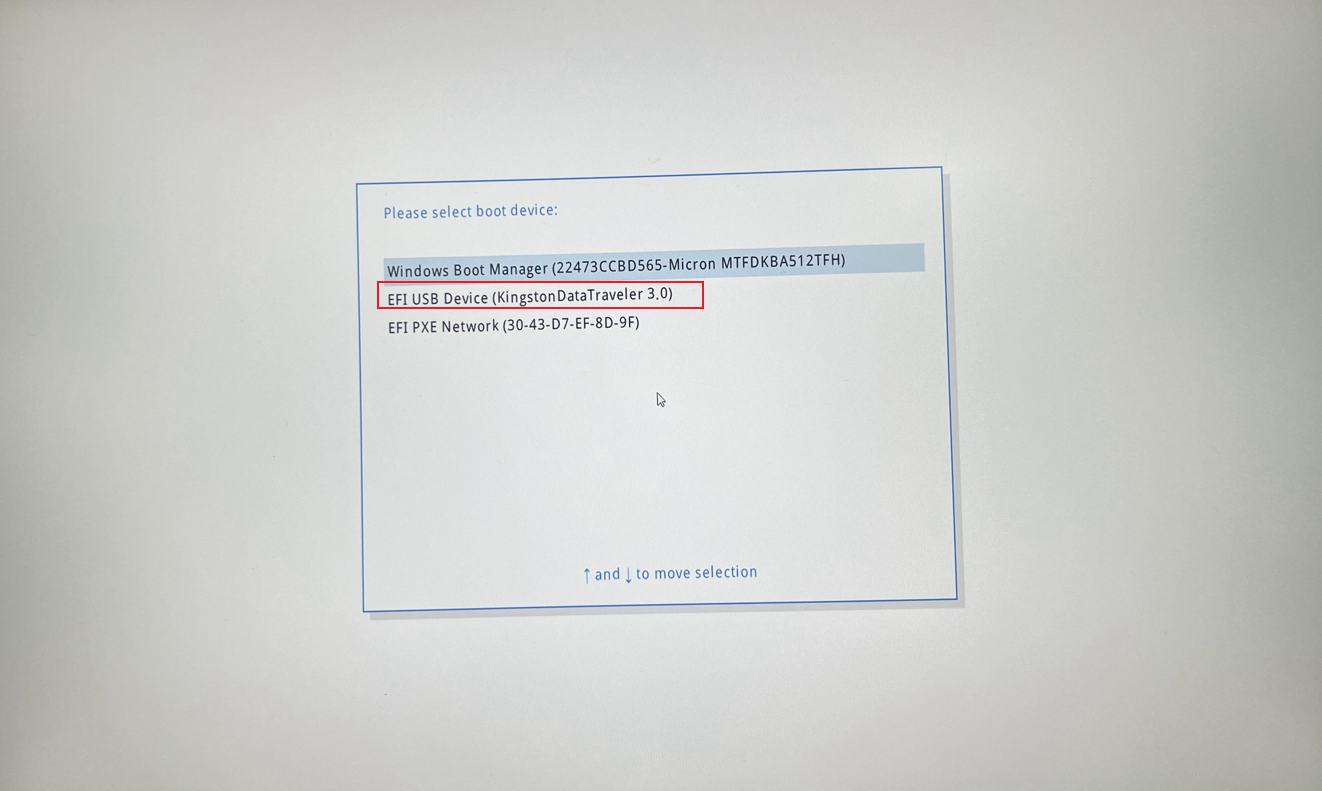 Please select boot device:
Windows Boot Manager (22473CCBD565-Micron MTFDKBA512TFH)
EFI USB Device (KingstonDataTraveler 3.0)
EFI PXE Network (30-43-D7-EF-8D-9F)
↑ and ↓ to move selection